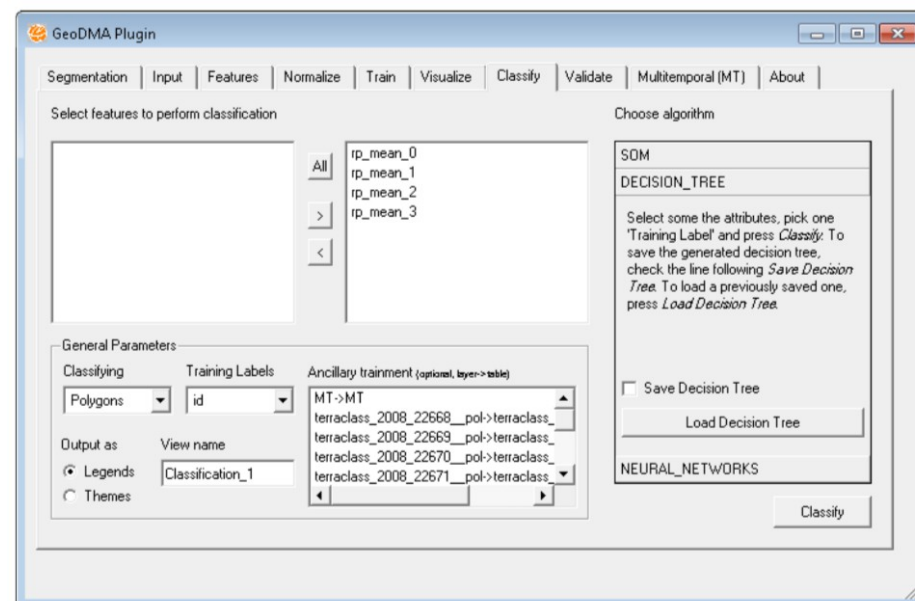 GeoDMA Plugin
Segmentation Input Features Normalize Train Visualize Classify Validate Multitemporal (MT) About
Select features to perform classification
All
>
<
rp_mean_0
rp_mean_1
rp_mean_2
rp_mean_3
General Parameters
Classifying
Polygons
Training Labels
id
Output as
Legends
Themes
View name
Classification_1
Ancillary trainment (optional, layer->table)
MT->MT
terraclass_2008_22668__pol->terraclass_
terraclass_2008_22669__pol->terraclass_
terraclass_2008_22670__pol->terraclass_
terraclass_2008_22671__pol->terraclass_
Choose algorithm
SOM
DECISION_TREE
Select some the attributes, pick one
'Training Label' and press Classify. To
save the generated decision tree,
check the line following Save Decision
Tree. To load a previously saved one,
press Load Decision Tree.
Save Decision Tree
Load Decision Tree
NEURAL_NETWORKS
Classify